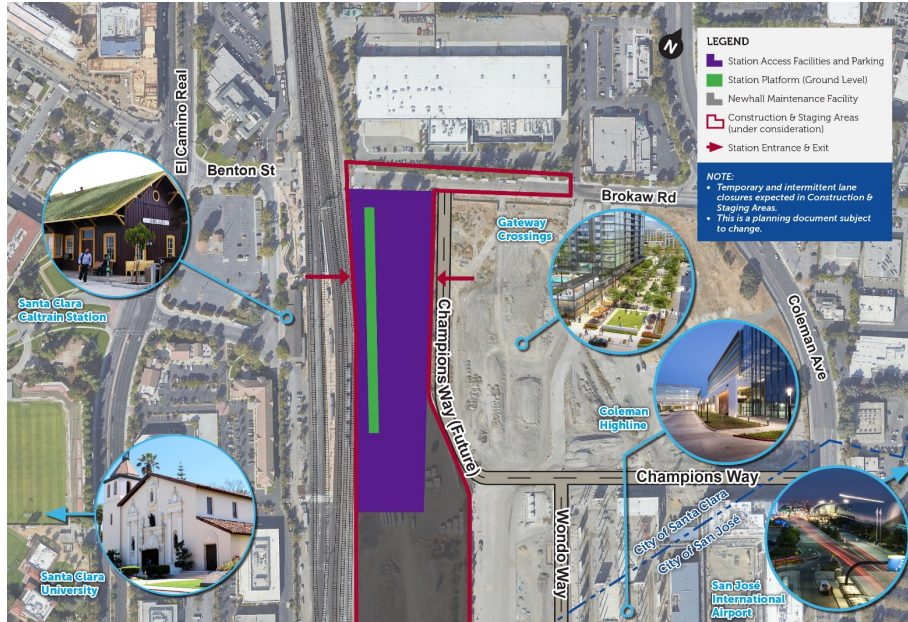 El Camino Real
Benton St
Brokaw Rd
N
LEGEND
Station Access Facilities and Parking
Station Platform (Ground Level)
Newhall Maintenance Facility
Construction & Staging Areas
(under consideration)
Station Entrance & Exit
NOTE:
• Temporary and intermittent lane
closures expected in Construction &
Staging Areas.
• This is a planning document subject
to change.
Santa Clara
Caltrain Station
Gateway
Crossings
Champions Way (Future)
Coleman Ave
Coleman
Highline
Champions Way
City of Santa Clara
City of San José
Wondo Way
Santa Clara
University
San José
International
Airport